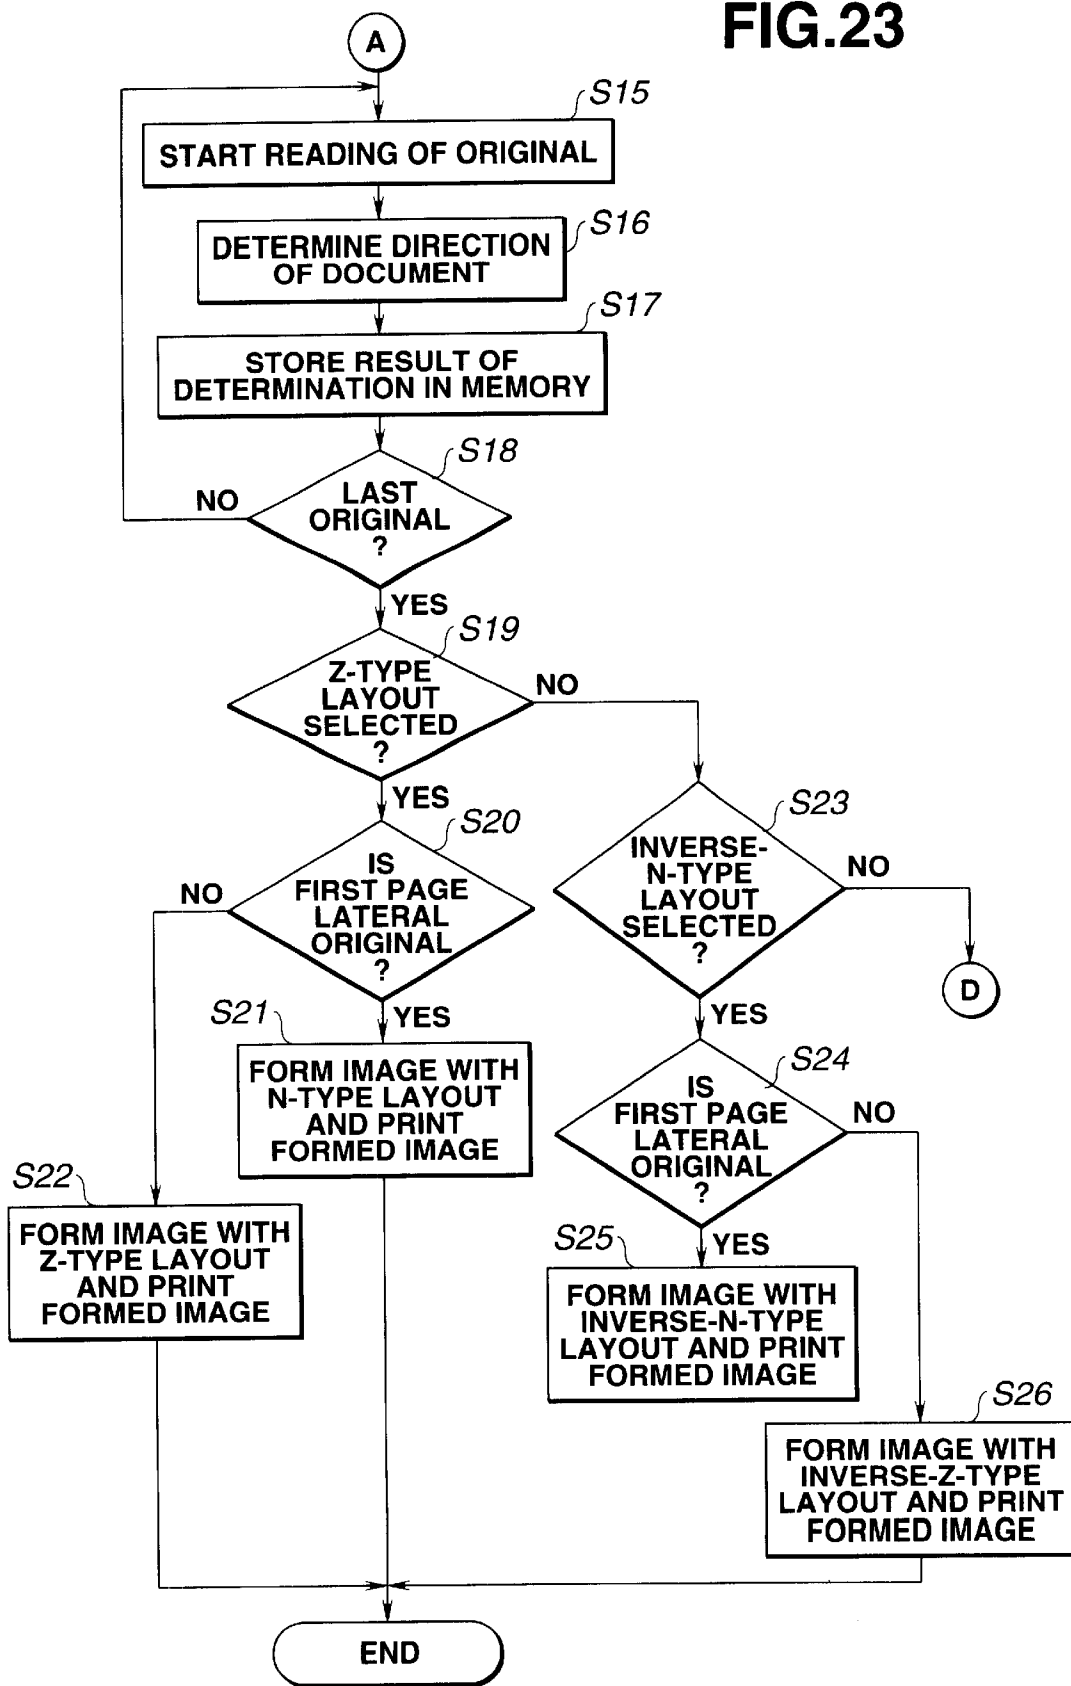 FIG.23
A
S15
START READING OF ORIGINAL
S16
DETERMINE DIRECTION
OF DOCUMENT
S17
STORE RESULT OF
DETERMINATION IN MEMORY
S18
LAST
ORIGINAL
?
NO
YES
S19
Z-TYPE
LAYOUT
SELECTED
?
NO
YES
S20
IS
FIRST PAGE
LATERAL
ORIGINAL
?
NO
YES
S23
INVERSE-
N-TYPE
LAYOUT
SELECTED
?
NO
D
YES
S21
FORM IMAGE WITH
N-TYPE LAYOUT
AND PRINT
FORMED IMAGE
S24
IS
FIRST PAGE
LATERAL
ORIGINAL
?
NO
YES
S22
FORM IMAGE WITH
Z-TYPE LAYOUT
AND PRINT
FORMED IMAGE
S25
FORM IMAGE WITH
INVERSE-N-TYPE
LAYOUT AND PRINT
FORMED IMAGE
S26
FORM IMAGE WITH
INVERSE-Z-TYPE
LAYOUT AND PRINT
FORMED IMAGE
END